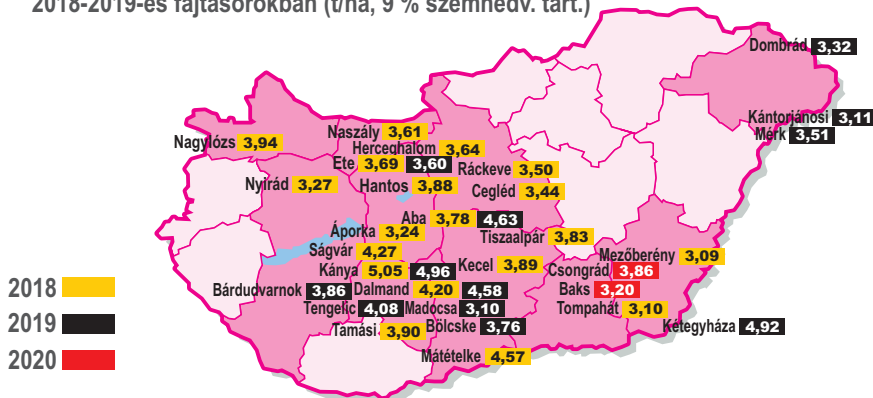 2018-2019-es fajtasorokban (t/ha, 9 % szemnedv. tart.)
Dombrád 3,32
Kántorjánosi 3,11
Mérk 3,51
Naszály 3,61
Nagylózs 3,94
Herceghalom 3,64
Ete 3,69 3,60
Ráckeve 3,50
Nyirád 3,27
Hantos 3,88
Cegléd 3,44
Aba 3,78 4,63
Áporka 3,24
Tiszaalpár 3,83
Ságvár 4,27
Mezőberény 3,09
Kánya 5,05 4,96
Kecel 3,89
Csongrád 3,86
Bárdudvarnok 3,86
Dalmand 4,20 4,58
Baks 3,20
Tengelic 4,08
Madocsa 3,10
Tompahát 3,10
Tamási 3,90
Bölcske 3,76
Kétegyháza 4,92
Mátételke 4,57
2018
2019
2020